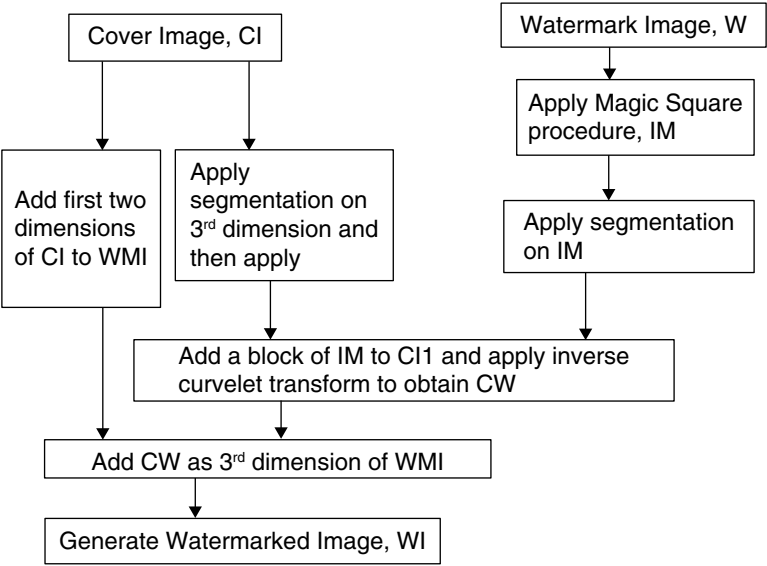 Cover Image, CI
Watermark Image, W
Apply Magic Square
procedure, IM
Add first two
dimensions
of CI to WMI
Apply
segmentation on
3rd dimension and
then apply
Apply segmentation
on IM
Add a block of IM to CI1 and apply inverse
curvelet transform to obtain CW
Add CW as 3rd dimension of WMI
Generate Watermarked Image, WI